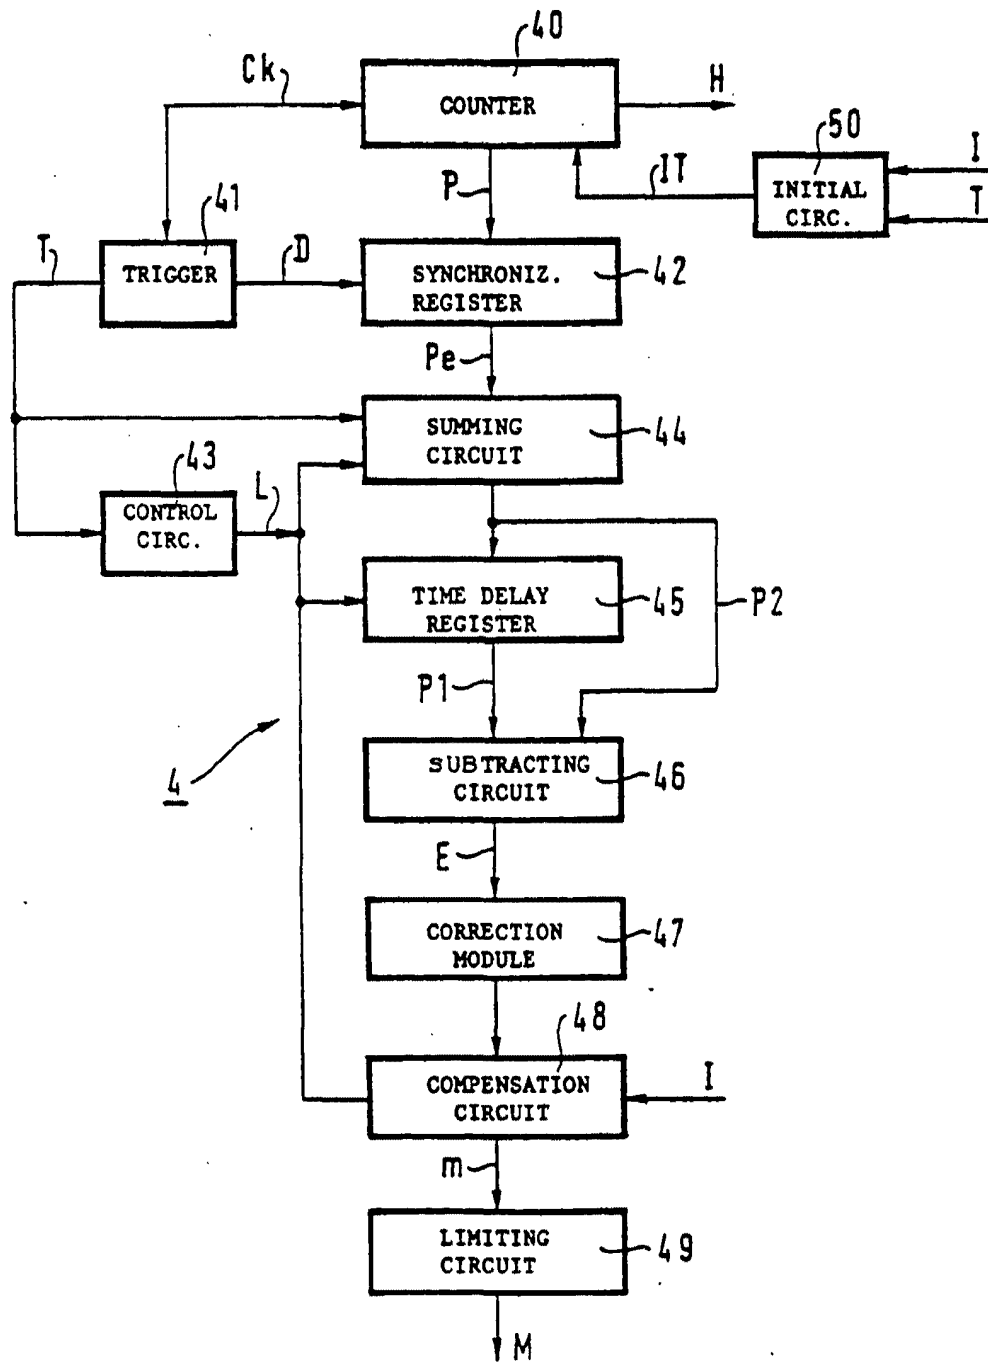 40
Ck
COUNTER
H
50
I
P
IT
INITIAL
CIRC.
T
41
T
TRIGGER
D
SYNCHRONIZ.
REGISTER
42
Pe
SUMMING
CIRCUIT
44
43
L
CONTROL
CIRC.
TIME DELAY
REGISTER
45
P2
P1
4
SUBTRACTING
CIRCUIT
46
E
CORRECTION
MODULE
47
48
COMPENSATION
CIRCUIT
I
m
LIMITING
CIRCUIT
49
M